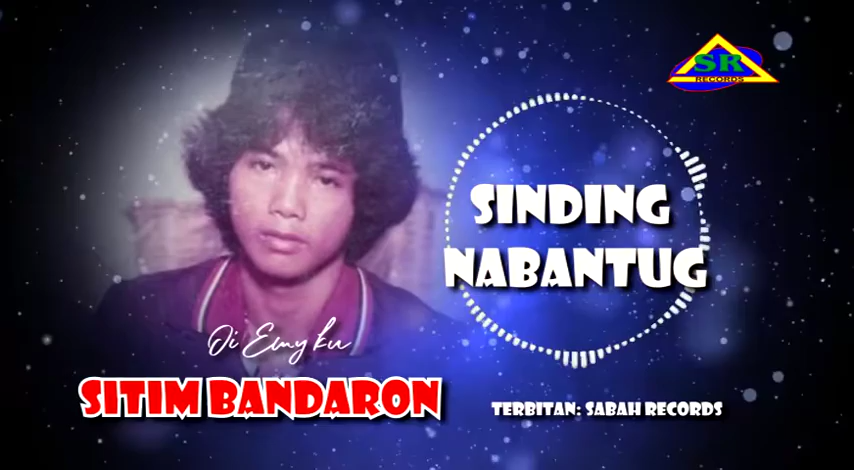 SR
RECORDS
SINDING
NABANTUG
Oi Emy ku
SITIM BANDARON
TERBITAN: SABAH RECORDS